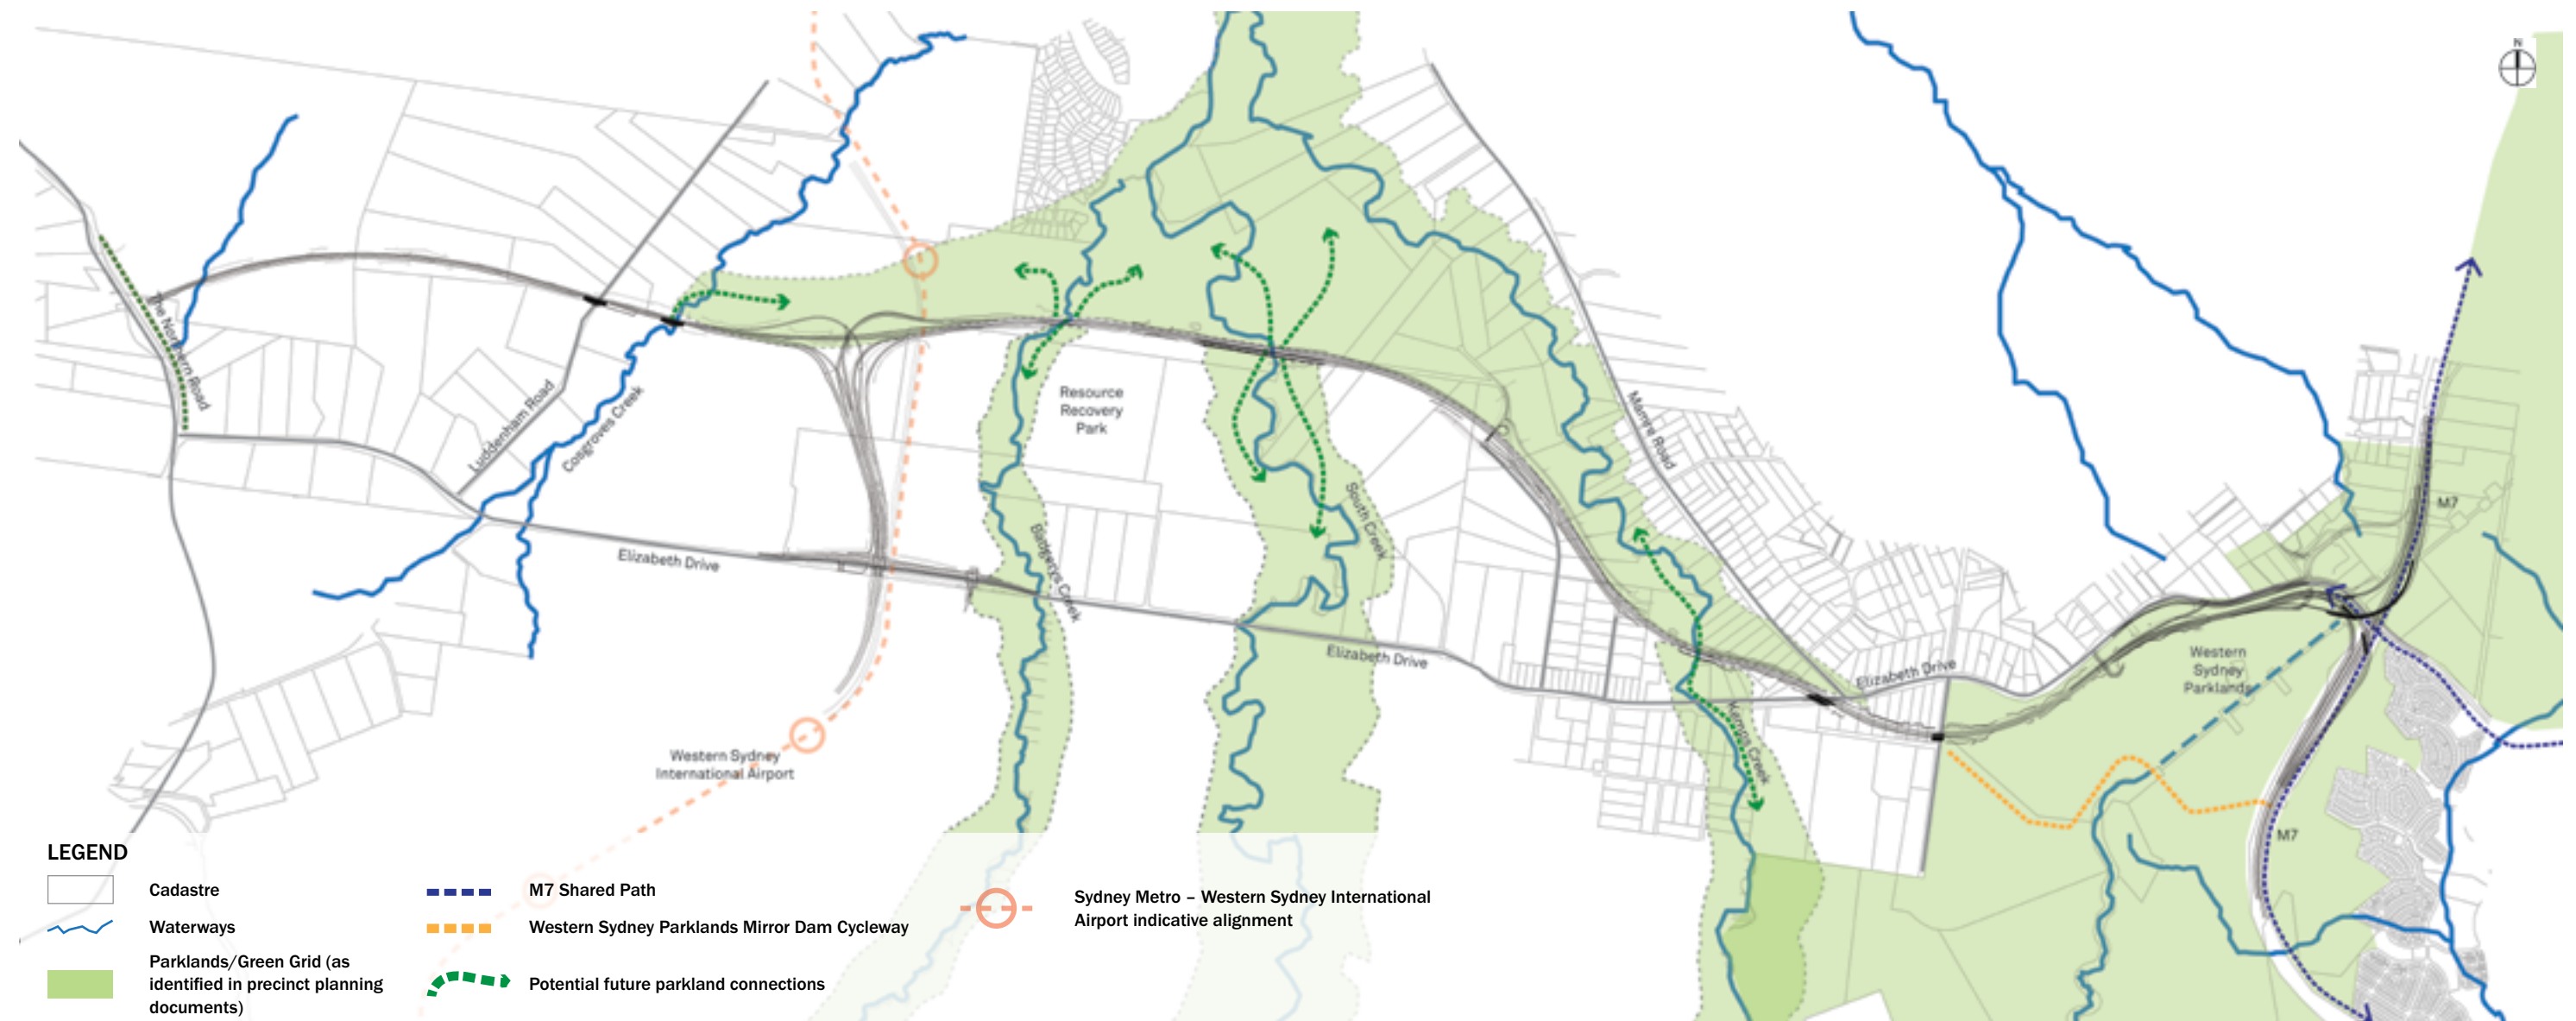 N
The Northern Road
Luddenham Road
Cosgroves Creek
Elizabeth Drive
Resource
Recovery
Park
Badgerys Creek
South Creek
Mamre Road
Elizabeth Drive
Elizabeth Drive
Kemps Creek
M7
Western
Sydney
Parklands
M7
Western Sydney
International Airport
LEGEND
Cadastre
Waterways
Parklands/Green Grid (as
identified in precinct planning
documents)
M7 Shared Path
Western Sydney Parklands Mirror Dam Cycleway
Potential future parkland connections
Sydney Metro – Western Sydney International
Airport indicative alignment